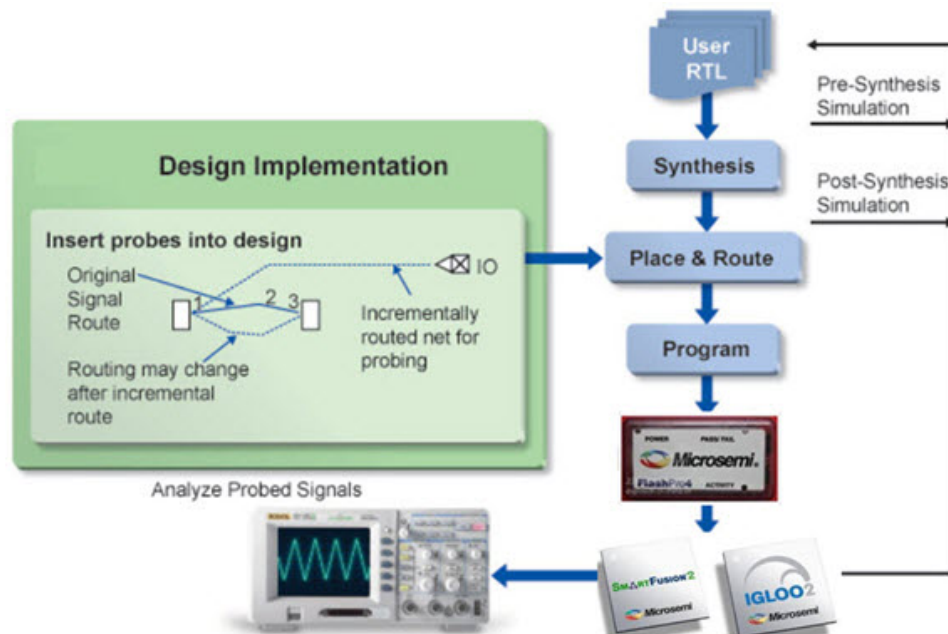 User
RTL
Pre-Synthesis
Simulation
Synthesis
Post-Synthesis
Simulation
Place & Route
Program
Design Implementation
Insert probes into design
Original
Signal
Route
1
2
3
IO
Incrementally
routed net for
probing
Routing may change
after incremental
route
POWER
PASS/FAIL
Microsemi.
FlashPro4
ACTIVITY
Analyze Probed Signals
SMARTFUSION2
Microsemi
IGLOO2
Microsemi